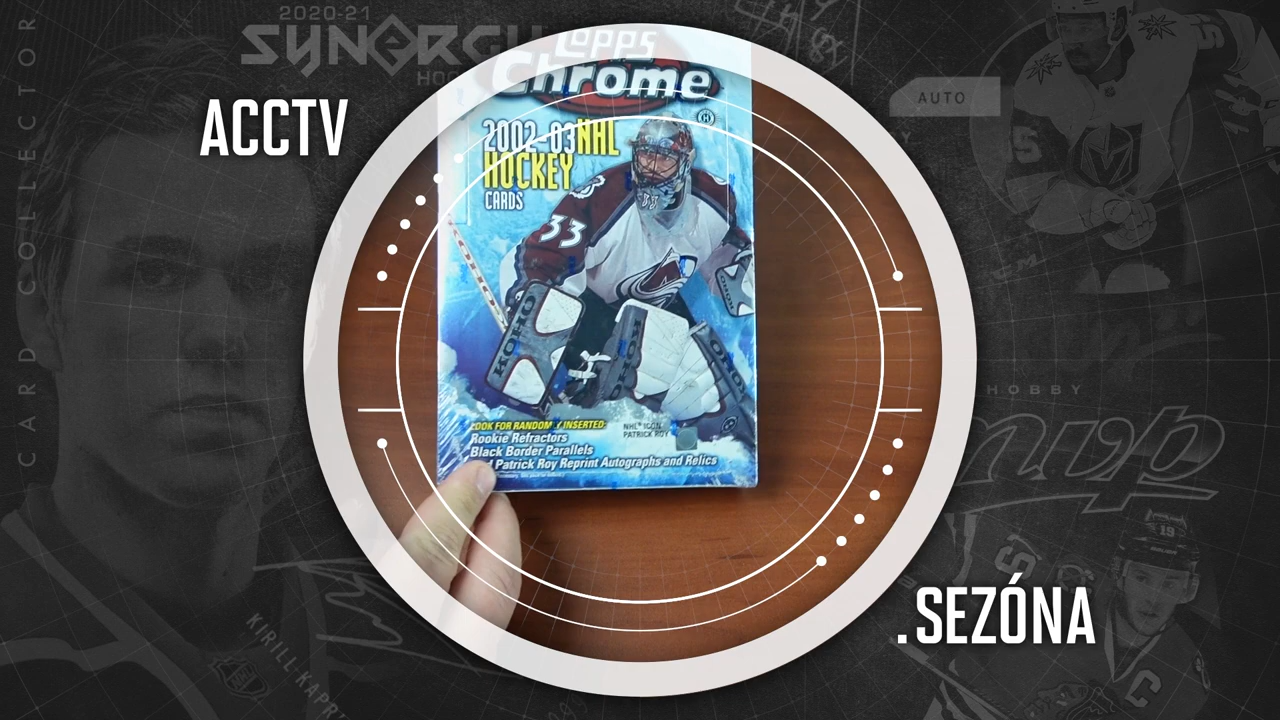 2020-21
SYNERGY
ACCTV
CARD COLLECTOR
AUTO
Topps
Chrome
2002-03 NHL
HOCKEY
CARDS
33
KOHO
KOHO
LOOK FOR RANDOMLY INSERTED:
Rookie Refractors
Black Border Parallels
Patrick Roy Reprint Autographs and Relics
NHL® ICON
PATRICK ROY
HOBBY
mvp
19
C
.SEZÓNA